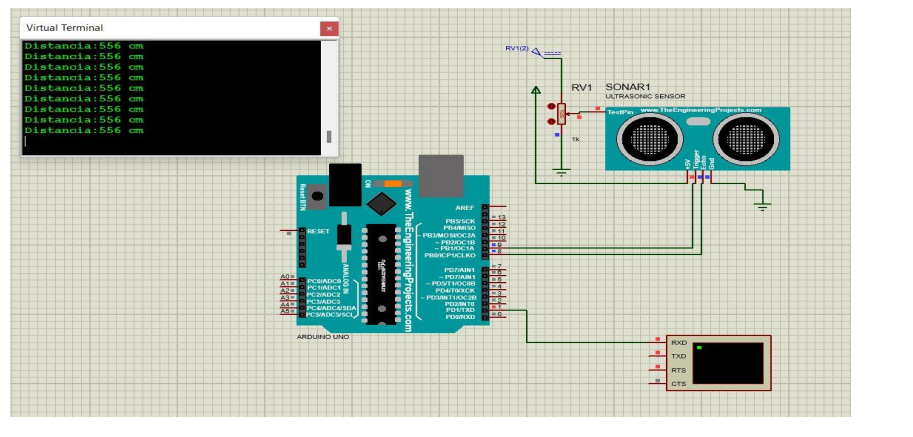 Virtual Terminal
Distancia:556 cm
Distancia:556 cm
Distancia:556 cm
Distancia:556 cm
Distancia:556 cm
Distancia:556 cm
Distancia:556 cm
Distancia:556 cm
Distancia:556 cm
RV1(2)
RV1
1k
SONAR1
ULTRASONIC SENSOR
TestPin
www.TheEngineeringProjects.com
+5V
Trigger
Echo
Gnd
Reset BTN
ON
www.TheEngineeringProjects.com
RESET
ANALOG IN
A0
A1
A2
A3
A4
A5
PC0/ADC0
PC1/ADC1
PC2/ADC2
PC3/ADC3
PC4/ADC4/SDA
PC5/ADC5/SCL
AREF
PB5/SCK
PB4/MISO
~ PB3/MOSI/OC2A
~ PB2/OC1B
~ PB1/OC1A
PB0/ICP1/CLKO
PD7/AIN1
~ PD6/AIN0
~ PD5/T1/OC0B
PD4/T0/XCK
~ PD3/INT1/OC2B
PD2/INT0
PD1/TXD
PD0/RXD
13
12
11
10
9
8
7
6
5
4
3
2
1
0
ARDUINO UNO
RXD
TXD
RTS
CTS